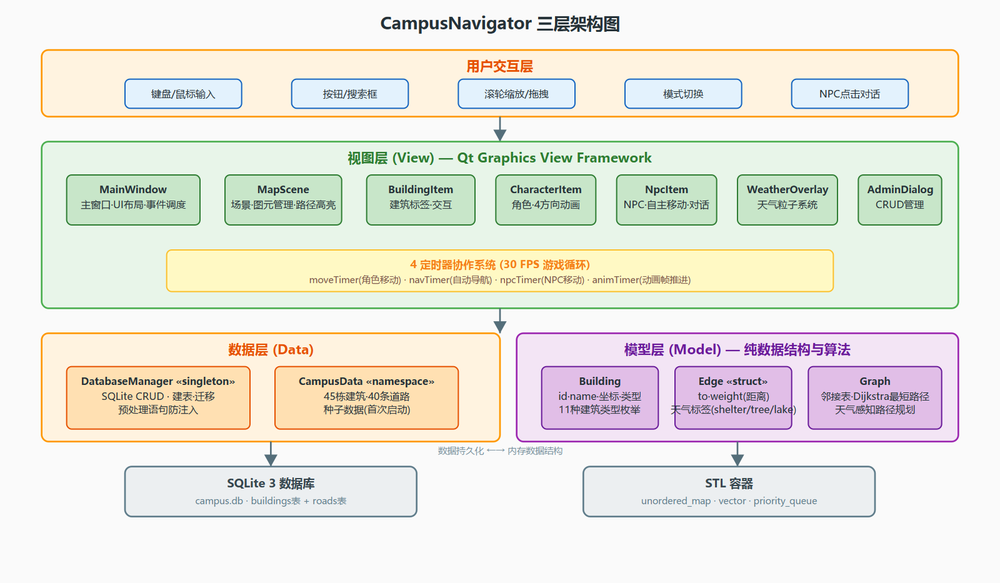 CampusNavigator 三层架构图
用户交互层
键盘/鼠标输入
按钮/搜索框
滚轮缩放/拖拽
模式切换
NPC点击对话
视图层 (View) — Qt Graphics View Framework
MainWindow
主窗口·UI布局·事件调度
MapScene
场景·图元管理·路径高亮
BuildingItem
建筑标签·交互
CharacterItem
角色·4方向动画
NpcItem
NPC·自主移动·对话
WeatherOverlay
天气粒子系统
AdminDialog
CRUD管理
4 定时器协作系统 (30 FPS 游戏循环)
moveTimer(角色移动) · navTimer(自动导航) · npcTimer(NPC移动) · animTimer(动画帧推进)
数据层 (Data)
DatabaseManager «singleton»
SQLite CRUD · 建表·迁移
预处理语句防注入
CampusData «namespace»
45栋建筑·40条道路
种子数据(首次启动)
模型层 (Model) — 纯数据结构与算法
Building
id·name·坐标·类型
11种建筑类型枚举
Edge «struct»
to·weight(距离)
天气标签(shelter/tree/lake)
Graph
邻接表·Dijkstra最短路径
天气感知路径规划
数据持久化 ←→ 内存数据结构
SQLite 3 数据库
campus.db · buildings表 + roads表
STL 容器
unordered_map · vector · priority_queue